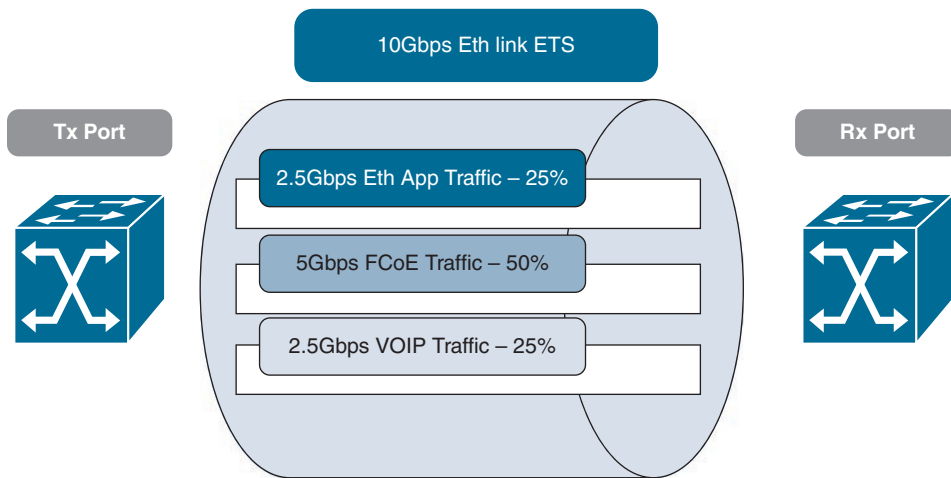 10Gbps Eth link ETS
Tx Port
Rx Port
2.5Gbps Eth App Traffic – 25%
5Gbps FCoE Traffic – 50%
2.5Gbps VOIP Traffic – 25%